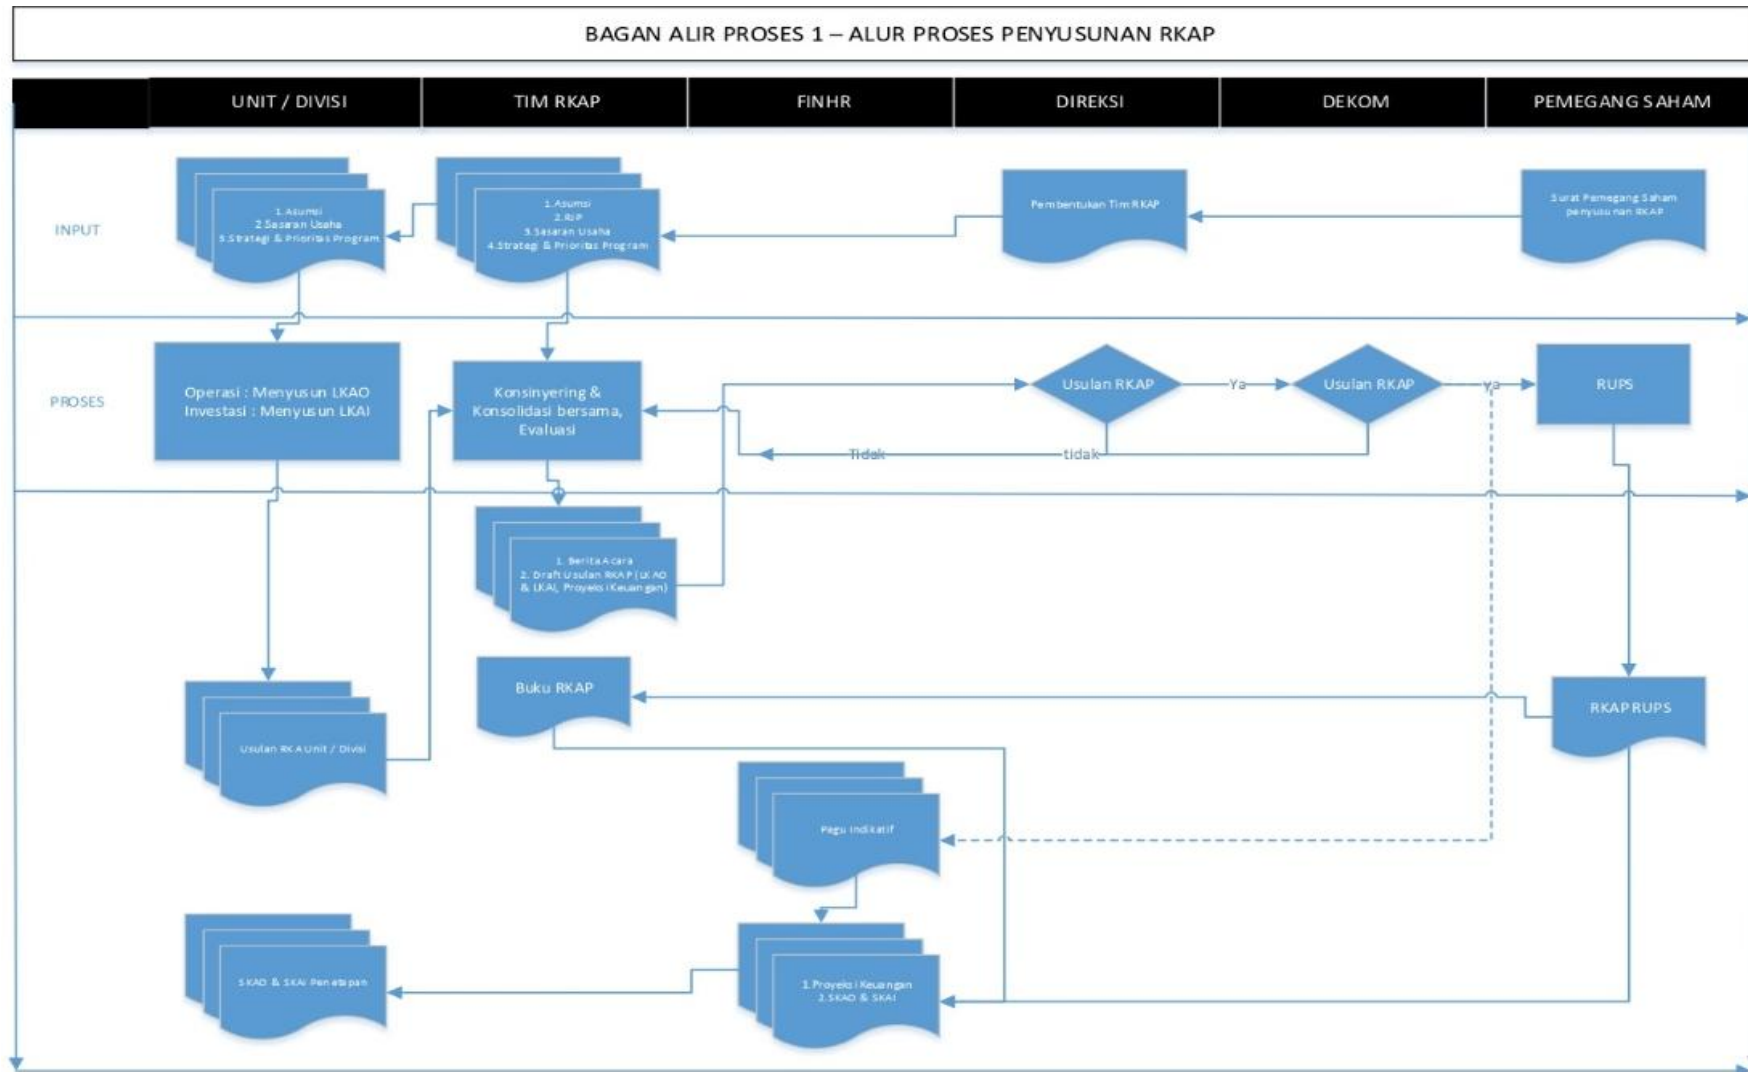 BAGAN ALIR PROSES 1 – ALUR PROSES PENYUSUNAN RKAP
UNIT / DIVISI
TIM RKAP
FINHR
DIREKSI
DEKOM
PEMEGANG SAHAM
INPUT
1.Asumsi
2.Sasaran Usaha
3.Strategi & Prioritas Program
1.Asumsi
2.RJP
3.Sasaran Usaha
4.Strategi & Prioritas Program
Pembentukan Tim RKAP
Surat Pemegang Saham
penyusunan RKAP
PROSES
Operasi : Menyusun LKAO
Investasi : Menyusun LKAI
Konsinyering &
Konsolidasi bersama,
Evaluasi
Usulan RKAP
Ya
Usulan RKAP
ya
RUPS
Tidak
tidak
1. Berita Acara
2. Draft Usulan RKAP (LKAO
& LKAI, Proyeksi Keuangan)
Buku RKAP
RKAP RUPS
Usulan RKA Unit / Divisi
Pagu Indikatif
SKAO & SKAI Penetapan
1.Proyeksi Keuangan
2.SKAO & SKAI